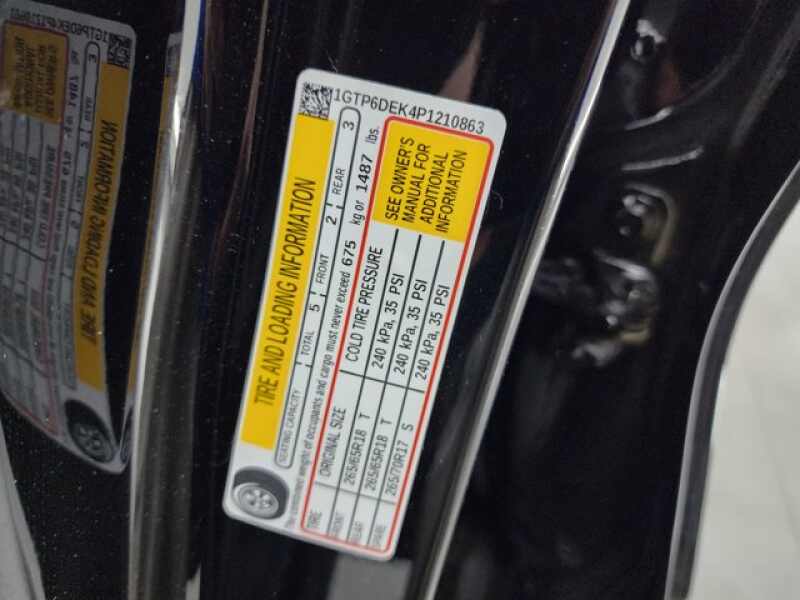 1GTP6DEK4P1210863
TIRE AND LOADING INFORMATION
SEATING CAPACITY TOTAL 5 FRONT 2 REAR 3
The combined weight of occupants and cargo must never exceed 675 kg or 1487 lbs.
TIRE ORIGINAL SIZE COLD TIRE PRESSURE
FRONT 265/65R18 T 240 kPa, 35 PSI
REAR 265/65R18 T 240 kPa, 35 PSI
SPARE 265/70R17 S 240 kPa, 35 PSI
SEE OWNER'S
MANUAL FOR
ADDITIONAL
INFORMATION